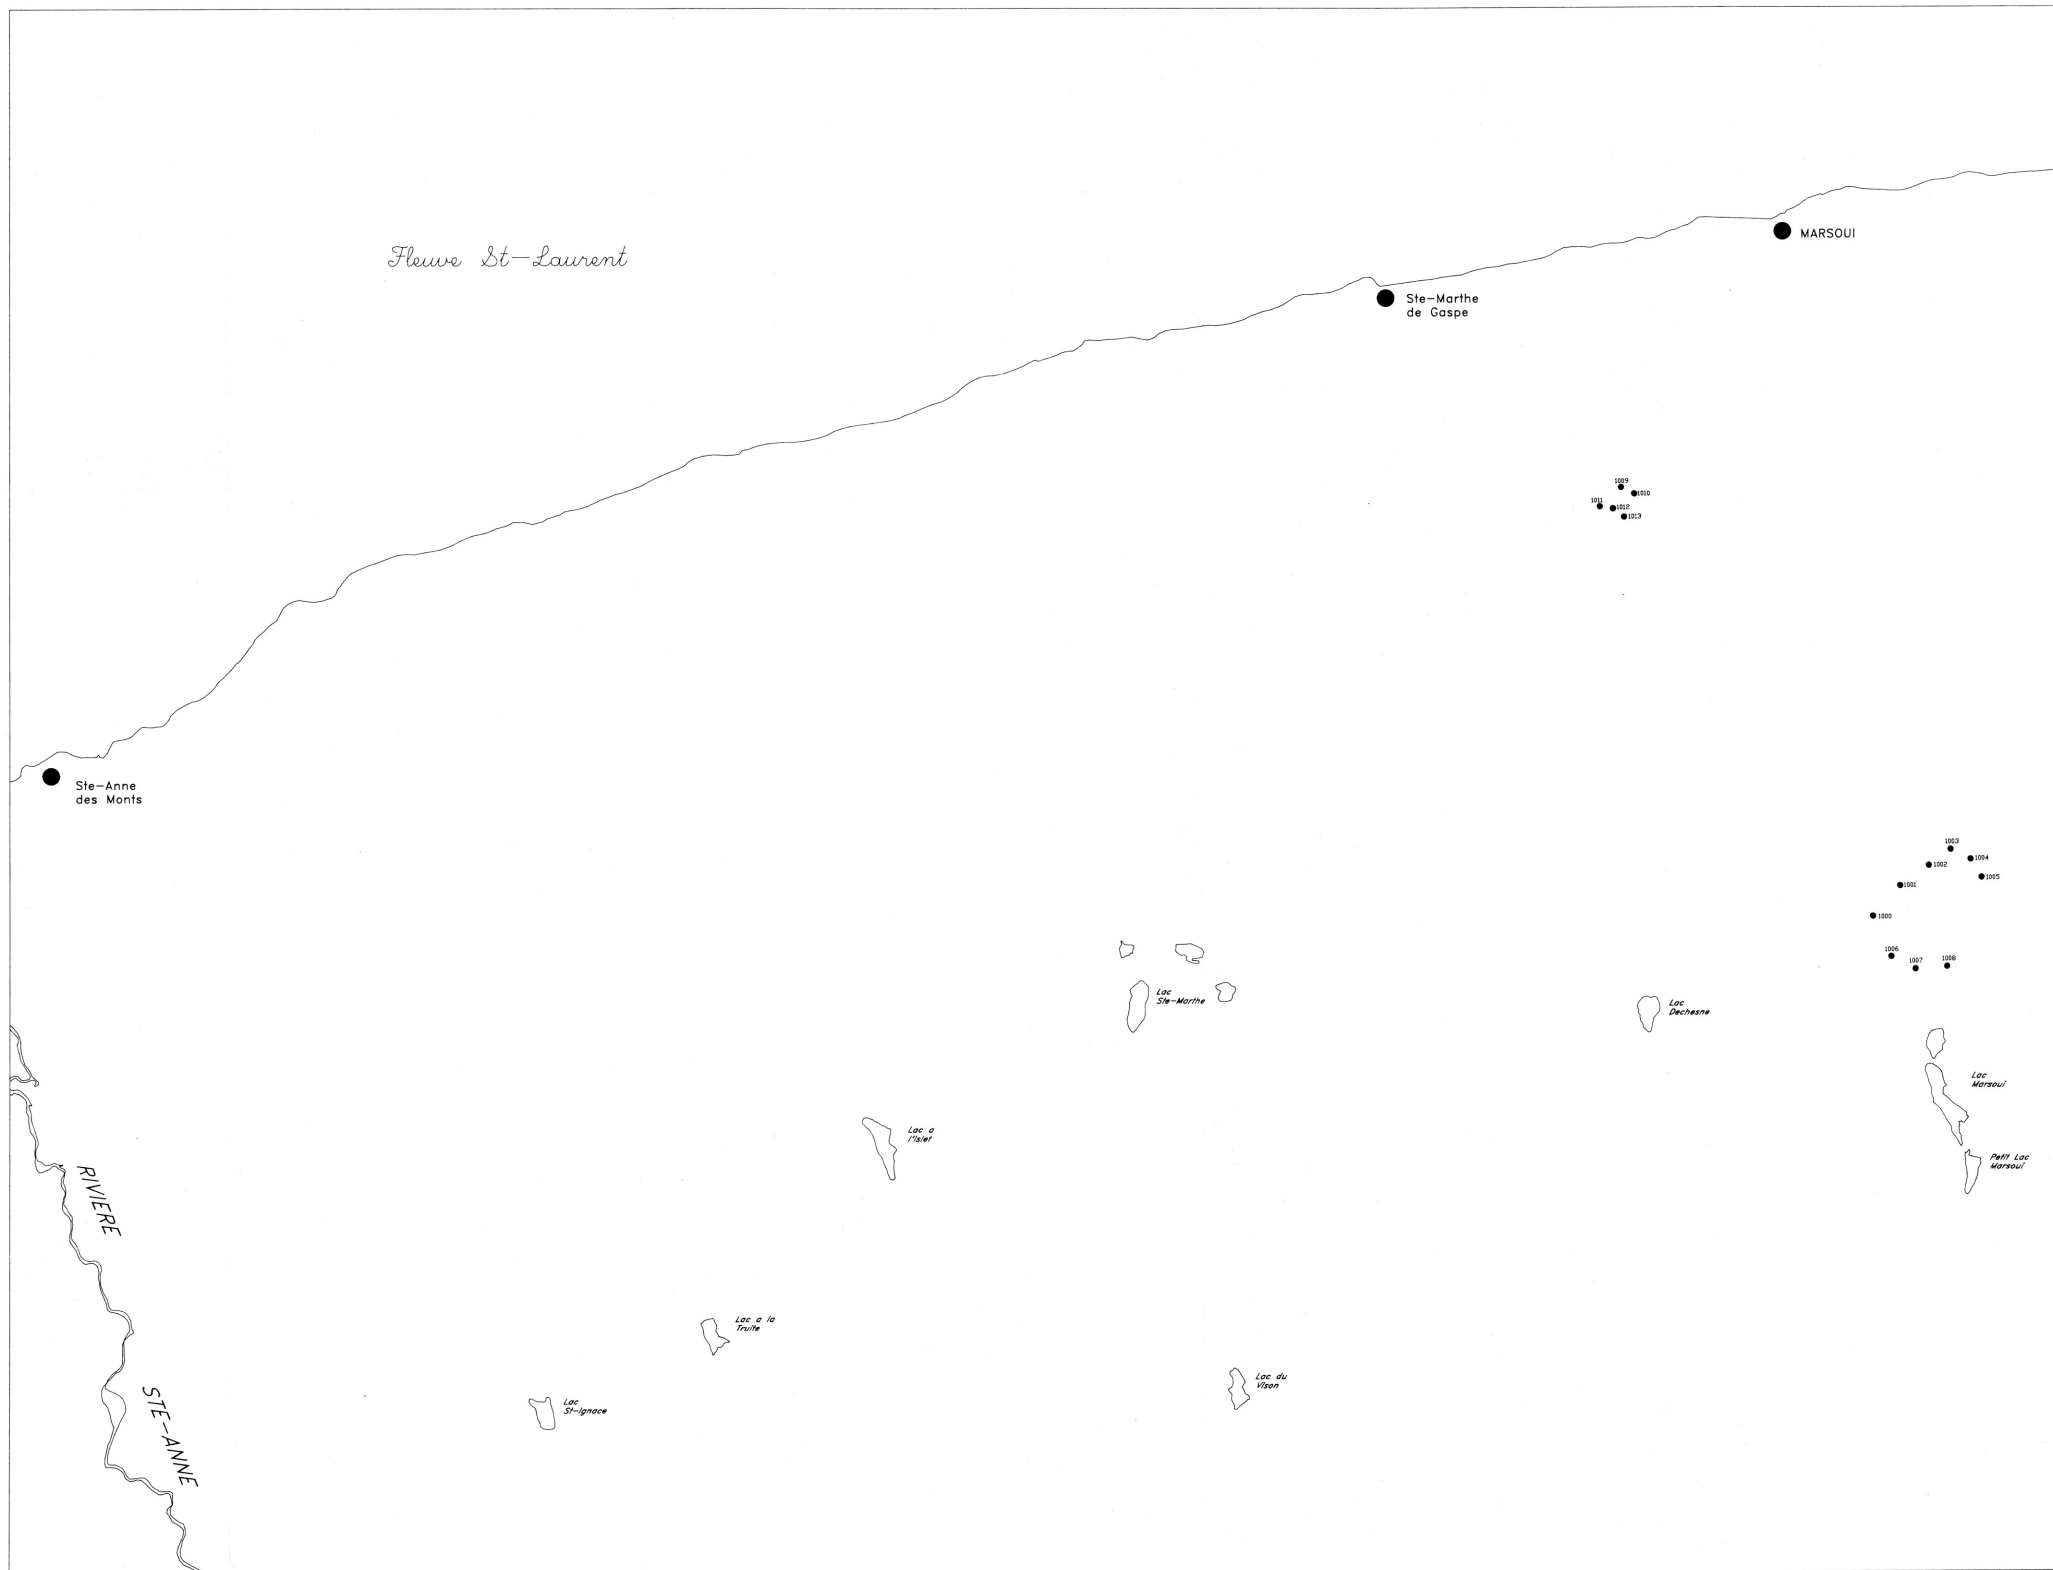 MARSOUI
Fleuve St-Laurent
Ste-Marthe
de Gaspe
1009
1010
1011
1012
1013
Ste-Anne
des Monts
1003
1004
1002
1005
1001
1000
1006
1007
1008
Lac
Ste-Marthe
Lac
Dechesne
Lac
Marsoui
Lac a
l'Islet
Petit Lac
Marsoui
RIVIERE
STE-ANNE
Lac a la
Truite
Lac du
Vison
Lac
St-Ignace